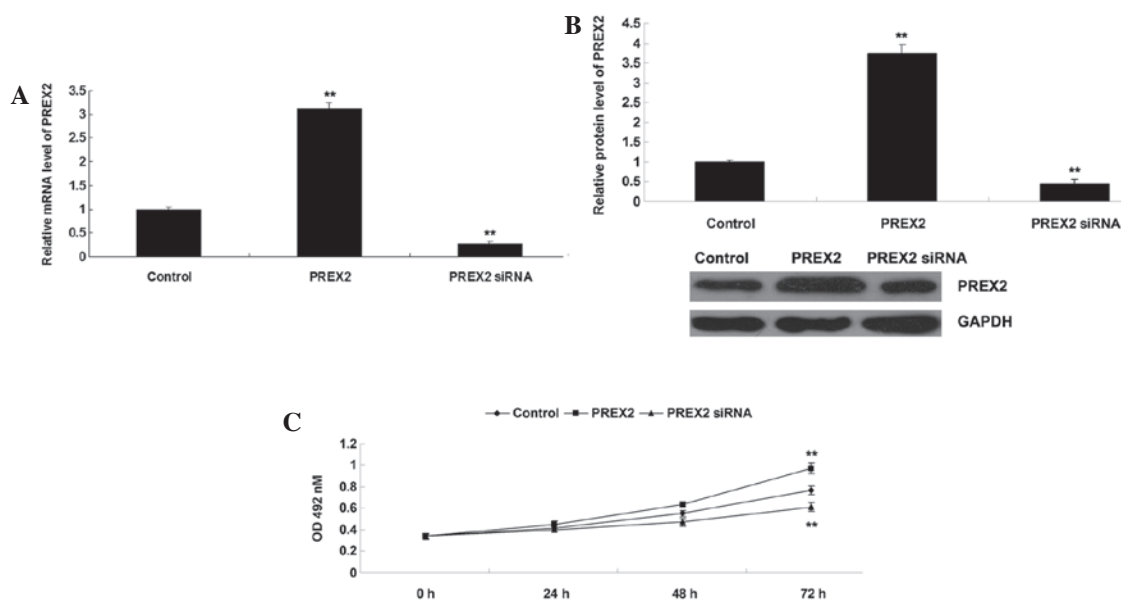 A
Relative mRNA level of PREX2
3.5
3
2.5
2
1.5
1
0.5
0
**
**
Control
PREX2
PREX2 siRNA
B
Relative protein level of PREX2
4.5
4
3.5
3
2.5
2
1.5
1
0.5
0
**
**
Control
PREX2
PREX2 siRNA
Control PREX2 PREX2 siRNA
PREX2
GAPDH
C
Control PREX2 PREX2 siRNA
OD 492 nM
1.2
1
0.8
0.6
0.4
0.2
0
**
**
0 h
24 h
48 h
72 h